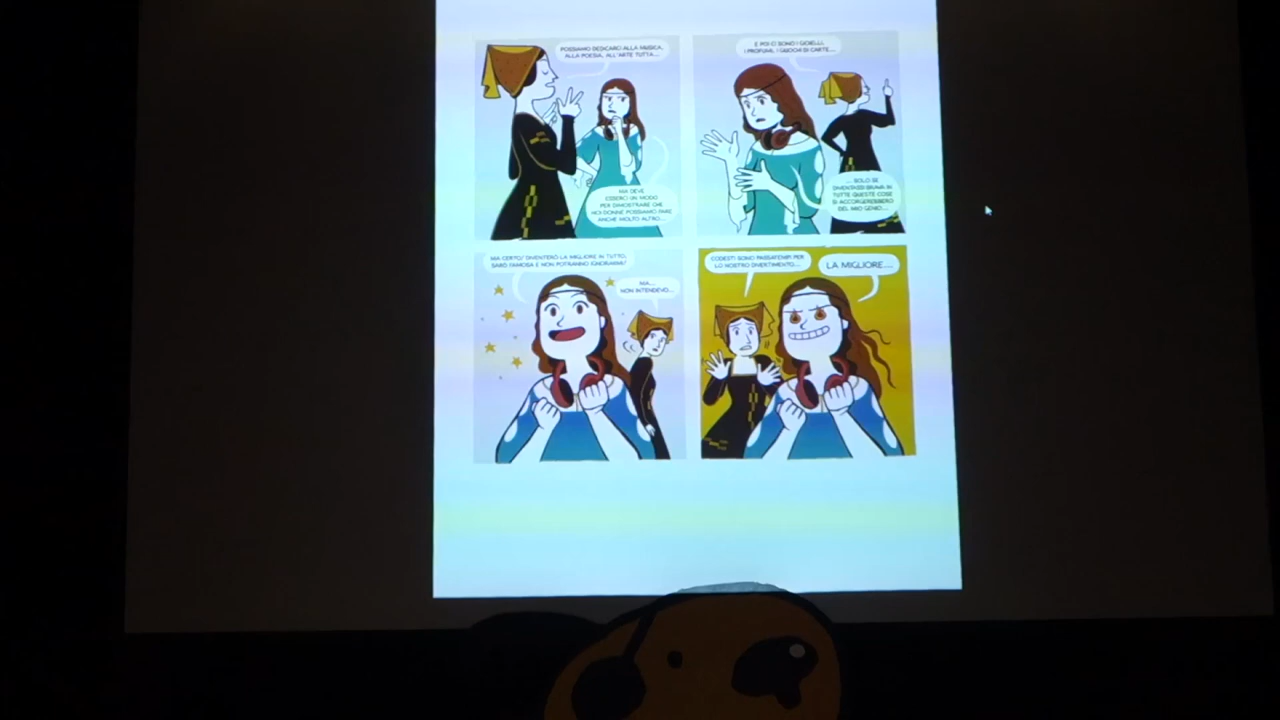 POSSIAMO DEDICARCI ALLA MUSICA,
ALLA POESIA, ALL'ARTE TUTTA...
MA DEVE
ESSERCI UN MODO
PER DIMOSTRARE CHE
NOI DONNE POSSIAMO FARE
ANCHE MOLTO ALTRO...
E POI CI SONO I GIOIELLI,
I PROFUMI, I GIOCHI DI CARTE...
... SOLO SE
DIVENTASSI BRAVA IN
TUTTE QUESTE COSE
SI ACCORGEREBBERO
DEL MIO GENIO...
MA CERTO! DIVENTERÒ LA MIGLIORE IN TUTTO,
SARÒ FAMOSA E NON POTRANNO IGNORARMI!
MA...
NON INTENDEVO...
CODESTI SONO PASSATEMPI PER
LO NOSTRO DIVERTIMENTO...
LA MIGLIORE...